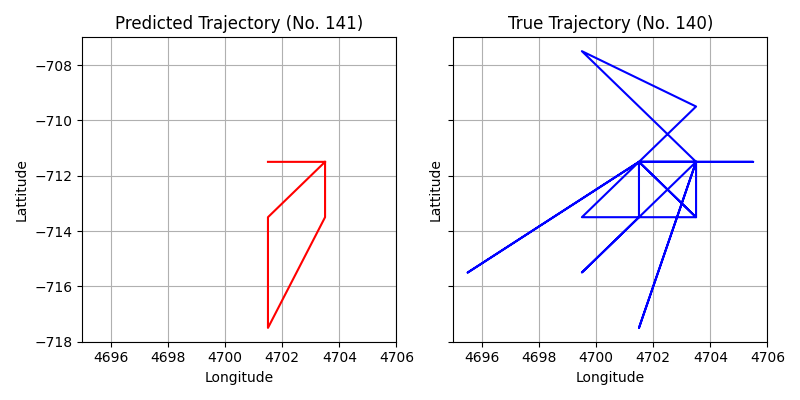 Predicted Trajectory (No. 141)
True Trajectory (No. 140)
Lattitude
−708
−710
−712
−714
−716
−718
4696 4698 4700 4702 4704 4706
Longitude
Lattitude
4696 4698 4700 4702 4704 4706
Longitude